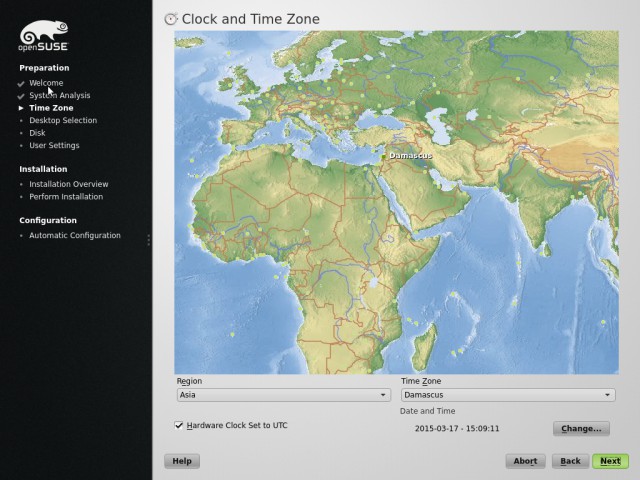 openSUSE
Preparation
Welcome
System Analysis
Time Zone
Desktop Selection
Disk
User Settings
Installation
Installation Overview
Perform Installation
Configuration
Automatic Configuration
Clock and Time Zone
Damascus
Region
Asia
Time Zone
Damascus
Date and Time
Hardware Clock Set to UTC
2015-03-17 - 15:09:11
Change...
Help
Abort
Back
Next